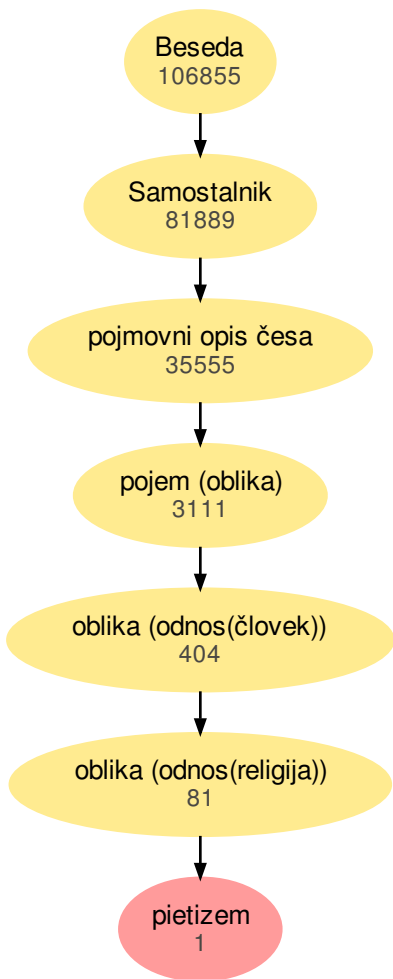 Beseda
106855
Samostalnik
81889
pojmovni opis česa
35555
pojem (oblika)
3111
oblika (odnos(človek))
404
oblika (odnos(religija))
81
pietizem
1